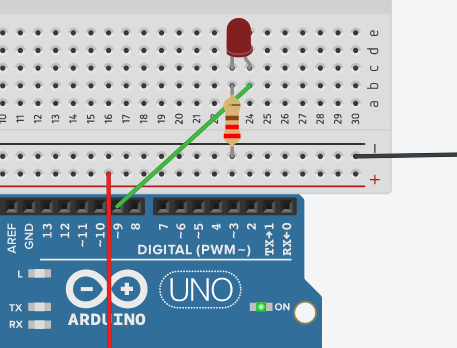 e
d
c
b
a
10 11 12 13 14 15 16 17 18 19 20 21 22 23 24 25 26 27 28 29 30
−
+
AREF GND 13 12 ~11 ~10 ~9 8 7 ~6 ~5 ~4 ~3 2 TX→1 RX←0
DIGITAL (PWM~)
L
TX
RX
ARDUINO
UNO
ON